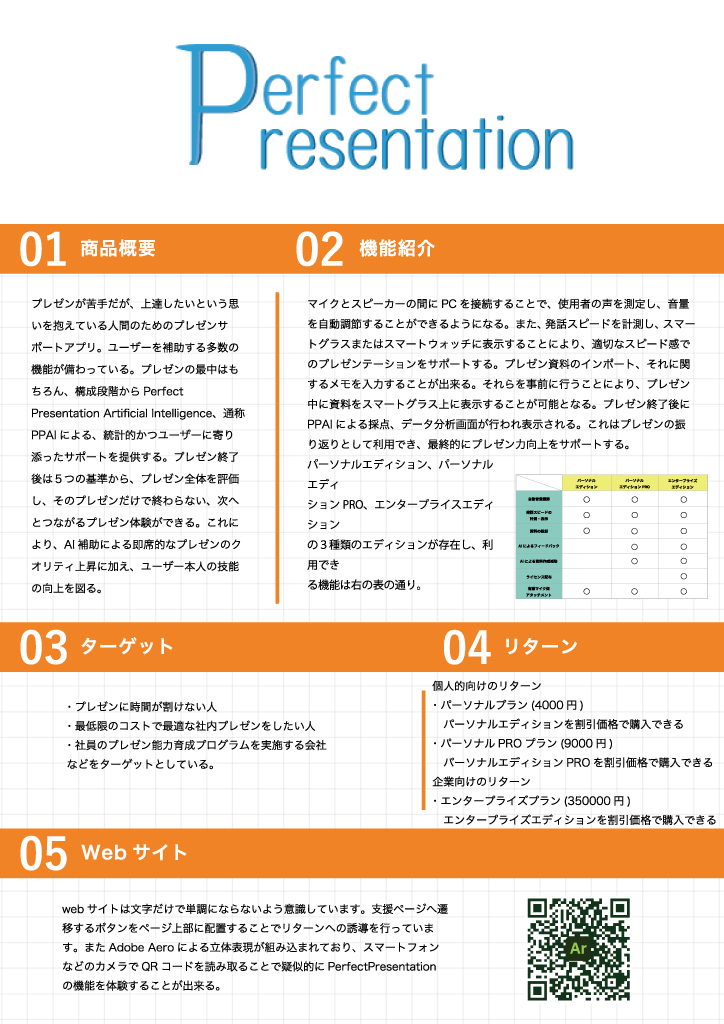 Perfect
Presentation
01 商品概要
プレゼンが苦手だが、上達したいという思
いを抱えている人間のためのプレゼンサ
ポートアプリ。ユーザーを補助する多数の
機能が備わっている。プレゼンの最中はも
ちろん、構成段階から Perfect
Presentation Artificial Intelligence、通称
PPAI による、統計的かつユーザーに寄り
添ったサポートを提供する。プレゼン終了
後は５つの基準から、プレゼン全体を評価
し、そのプレゼンだけで終わらない、次へ
とつながるプレゼン体験ができる。これに
より、AI 補助による即席的なプレゼンのク
オリティ上昇に加え、ユーザー本人の技能
の向上を図る。
02 機能紹介
マイクとスピーカーの間に PC を接続することで、使用者の声を測定し、音量
を自動調節することができるようになる。また、発話スピードを計測し、スマー
トグラスまたはスマートウォッチに表示することにより、適切なスピード感で
のプレゼンテーションをサポートする。プレゼン資料のインポート、それに関
するメモを入力することが出来る。それらを事前に行うことにより、プレゼン
中に資料をスマートグラス上に表示することが可能となる。プレゼン終了後に
PPAI による採点、データ分析画面が行われ表示される。これはプレゼンの振
り返りとして利用でき、最終的にプレゼン力向上をサポートする。
パーソナルエディション、パーソナル
エディ
ション PRO、エンタープライスエディ
ション
の３種類のエディションが存在し、利
用でき
る機能は右の表の通り。
パーソナル
エディション
パーソナル
エディション PRO
エンタープライズ
エディション
自動音量調節 ○ ○ ○
発話スピードの
計測・表示 ○ ○ ○
資料の投影 ○ ○ ○
AI によるフィードバック ○ ○
AI による資料作成補助 ○ ○
ライセンス配布 ○
専用マイク用
アタッチメント ○ ○ ○
03 ターゲット
・プレゼンに時間が割けない人
・最低限のコストで最適な社内プレゼンをしたい人
・社員のプレゼン能力育成プログラムを実施する会社
などをターゲットとしている。
04 リターン
個人的向けのリターン
・パーソナルプラン (4000 円 )
パーソナルエディションを割引価格で購入できる
・パーソナル PRO プラン (9000 円 )
パーソナルエディション PRO を割引価格で購入できる
企業向けのリターン
・エンタープライズプラン (350000 円 )
エンタープライズエディションを割引価格で購入できる
05 Web サイト
web サイトは文字だけで単調にならないよう意識しています。支援ページへ遷
移するボタンをページ上部に配置することでリターンへの誘導を行っていま
す。また Adobe Aero による立体表現が組み込まれており、スマートフォン
などのカメラで QR コードを読み取ることで疑似的に PerfectPresentation
の機能を体験することが出来る。
Ar